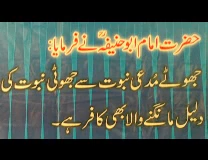 حضرت امام ابو حنیفہؒ نے فرمایا:
جھوٹے مدعی نبوت سے جھوٹی نبوت کی
دلیل مانگنے والا بھی کافر ہے۔